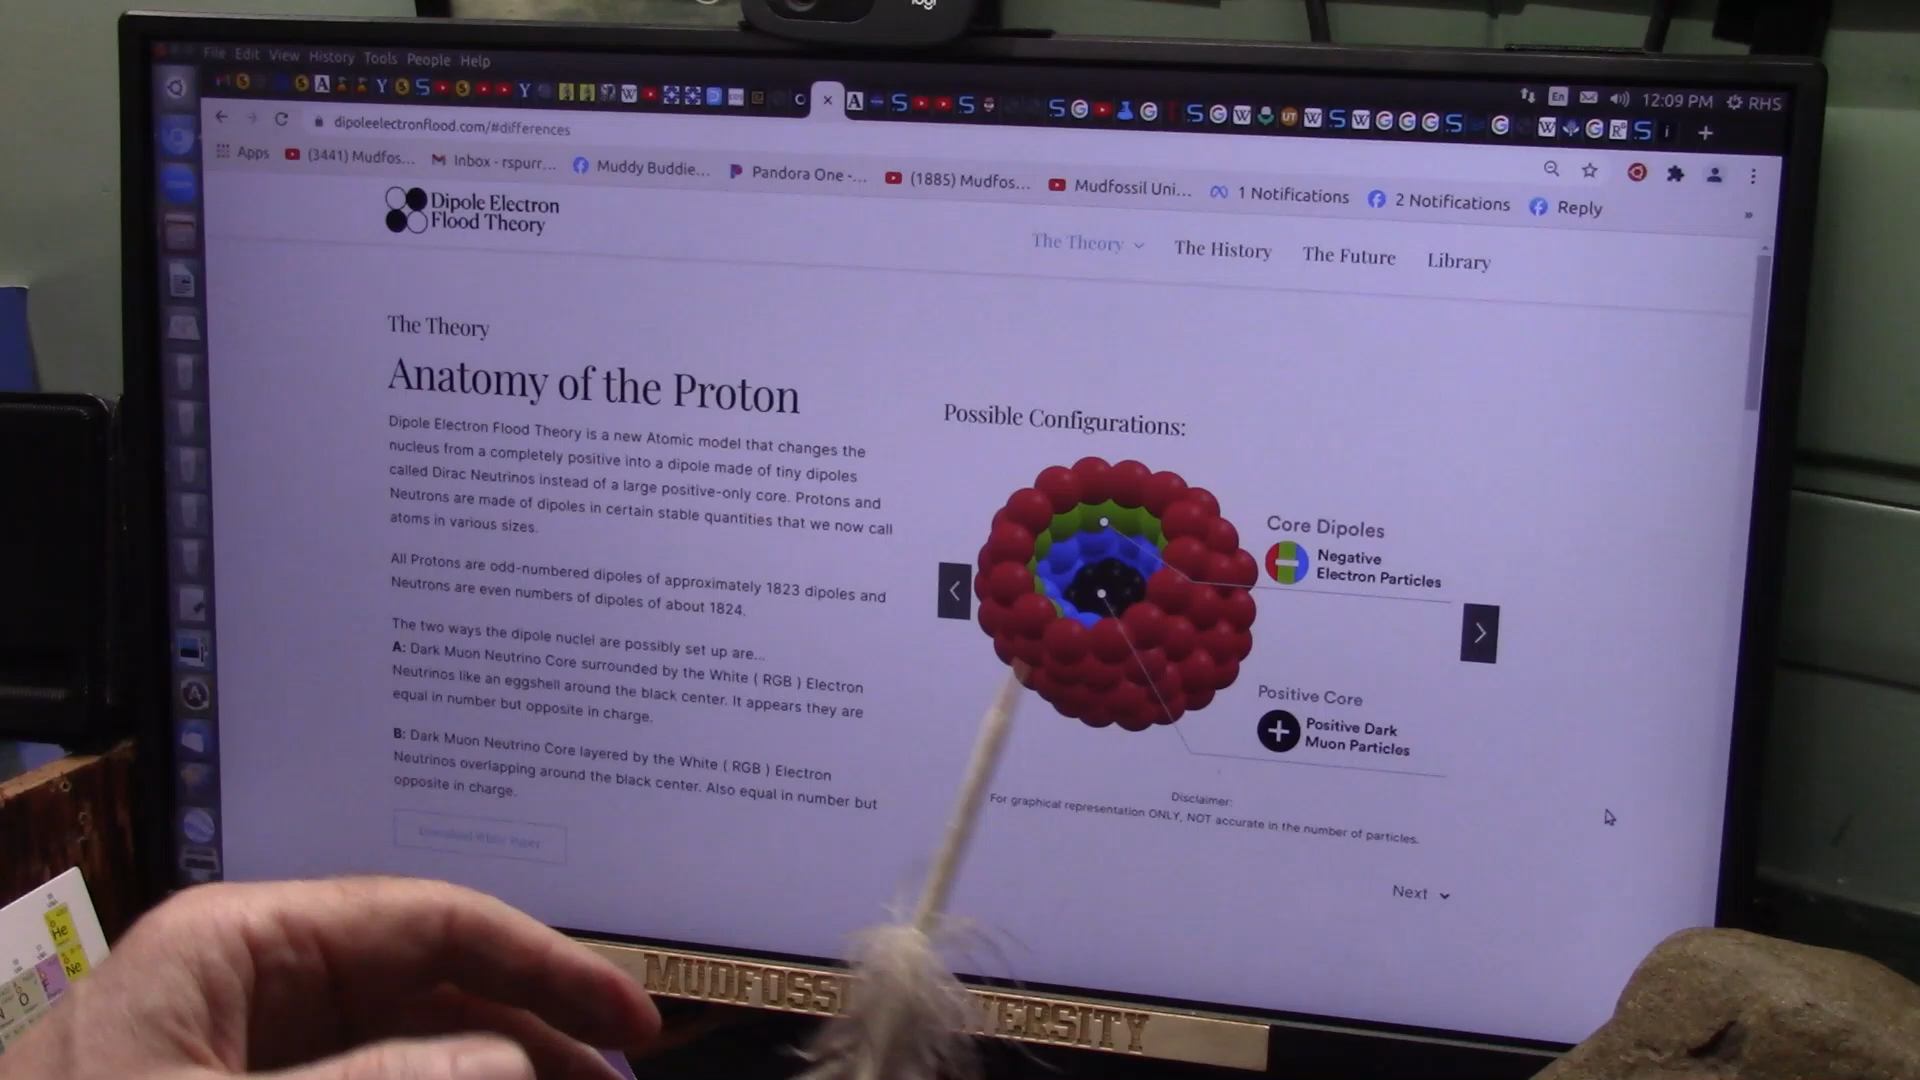 logi
File Edit View History Tools People Help
En 12:09 PM RHS
dipoleelectronflood.com/#differences
Apps (3441) Mudfos... Inbox - rspurr... Muddy Buddie... Pandora One -... (1885) Mudfos... Mudfossil Uni... 1 Notifications 2 Notifications Reply »
Dipole Electron
Flood Theory
The Theory The History The Future Library
The Theory
Anatomy of the Proton
Dipole Electron Flood Theory is a new Atomic model that changes the
nucleus from a completely positive into a dipole made of tiny dipoles
called Dirac Neutrinos instead of a large positive-only core. Protons and
Neutrons are made of dipoles in certain stable quantities that we now call
atoms in various sizes.
All Protons are odd-numbered dipoles of approximately 1823 dipoles and
Neutrons are even numbers of dipoles of about 1824.
The two ways the dipole nuclei are possibly set up are...
A: Dark Muon Neutrino Core surrounded by the White ( RGB ) Electron
Neutrinos like an eggshell around the black center. It appears they are
equal in number but opposite in charge.
B: Dark Muon Neutrino Core layered by the White ( RGB ) Electron
Neutrinos overlapping around the black center. Also equal in number but
opposite in charge.
Download White Paper
Possible Configurations:
Core Dipoles
Negative
Electron Particles
Positive Core
Positive Dark
Muon Particles
Disclaimer:
For graphical representation ONLY, NOT accurate in the number of particles.
Next
He
Ne
O
MUDFOSS
ERSITY